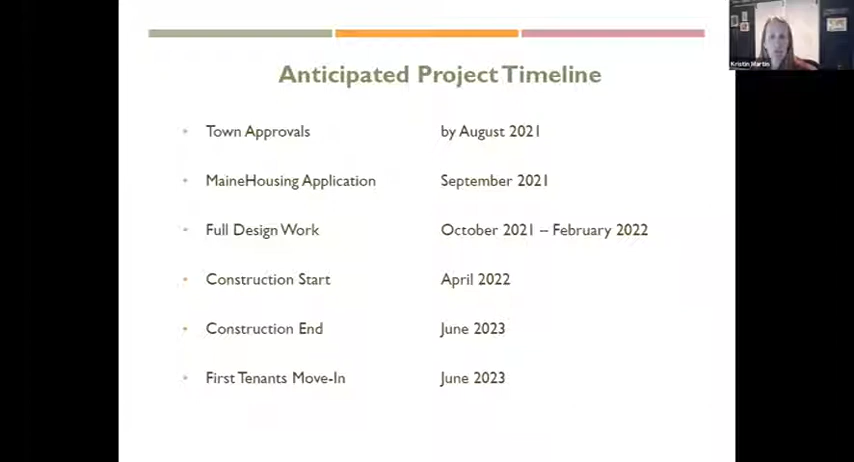 Anticipated Project Timeline
Town Approvals by August 2021
MaineHousing Application September 2021
Full Design Work October 2021 – February 2022
Construction Start April 2022
Construction End June 2023
First Tenants Move-In June 2023
Kristin Martin